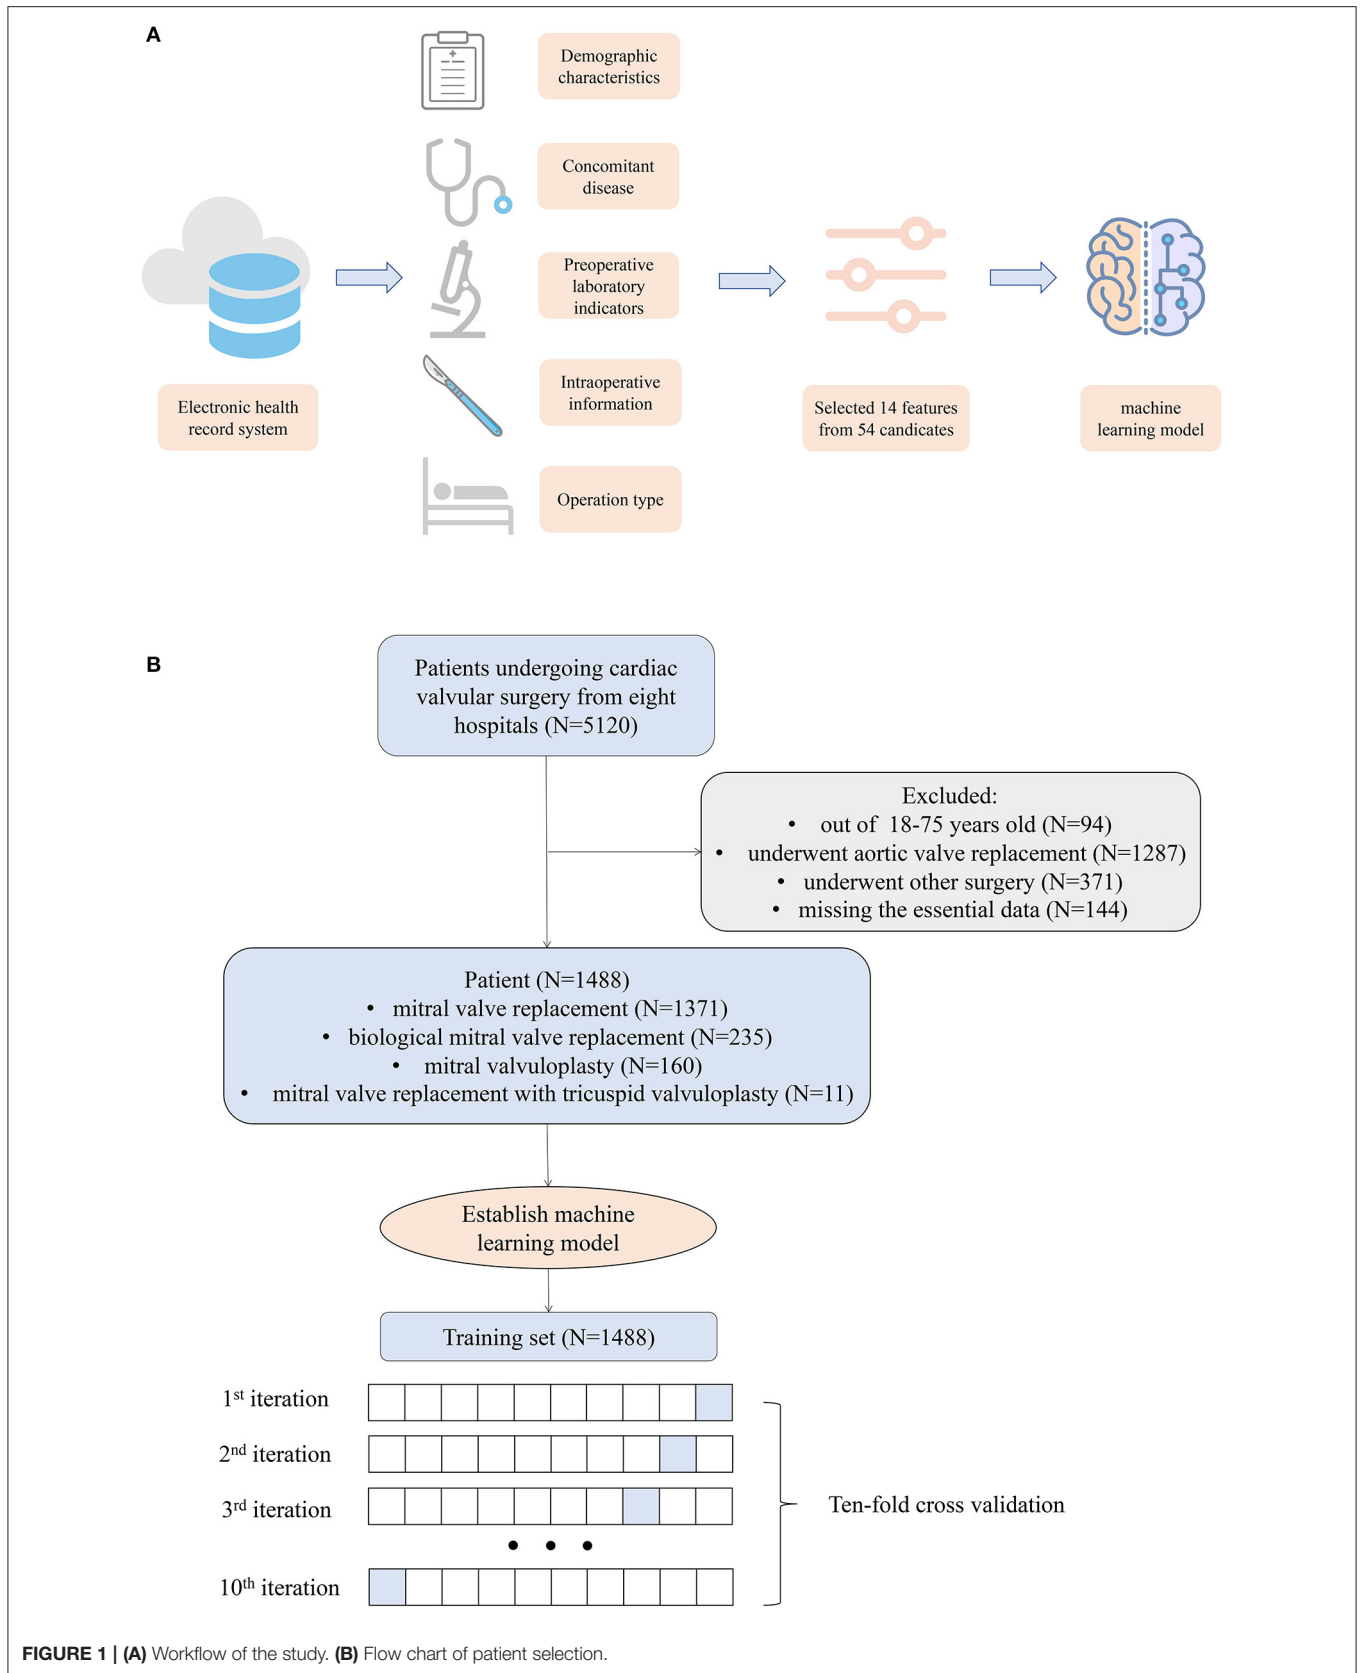 A
Demographic
characteristics
Concomitant
disease
Preoperative
laboratory
indicators
Intraoperative
information
Operation type
Electronic health
record system
Selected 14 features
from 54 candicates
machine
learning model
B
Patients undergoing cardiac
valvular surgery from eight
hospitals (N=5120)
Excluded:
• out of 18-75 years old (N=94)
• underwent aortic valve replacement (N=1287)
• underwent other surgery (N=371)
• missing the essential data (N=144)
Patient (N=1488)
• mitral valve replacement (N=1371)
• biological mitral valve replacement (N=235)
• mitral valvuloplasty (N=160)
• mitral valve replacement with tricuspid valvuloplasty (N=11)
Establish machine
learning model
Training set (N=1488)
1st iteration
2nd iteration
3rd iteration
• • •
10th iteration
Ten-fold cross validation
FIGURE 1 | (A) Workflow of the study. (B) Flow chart of patient selection.